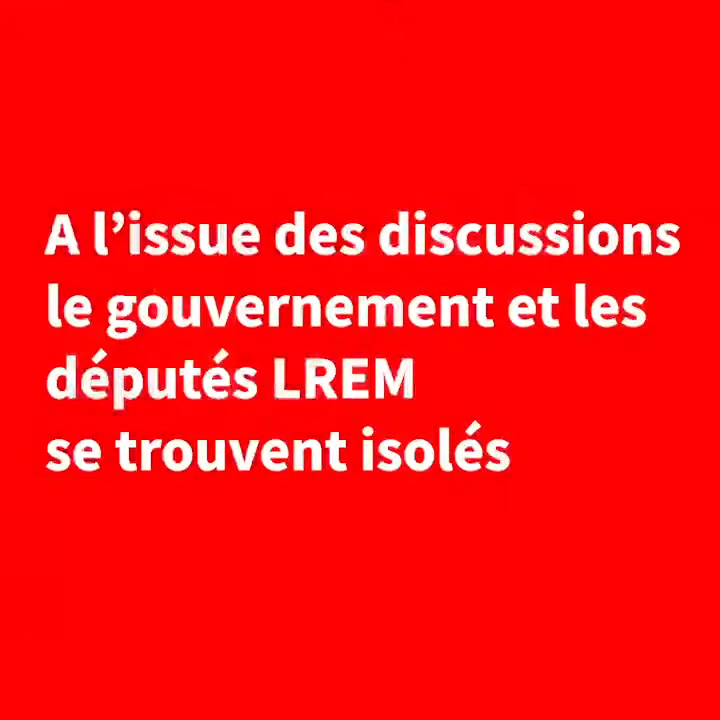 A l’issue des discussions
le gouvernement et les
députés LREM
se trouvent isolés